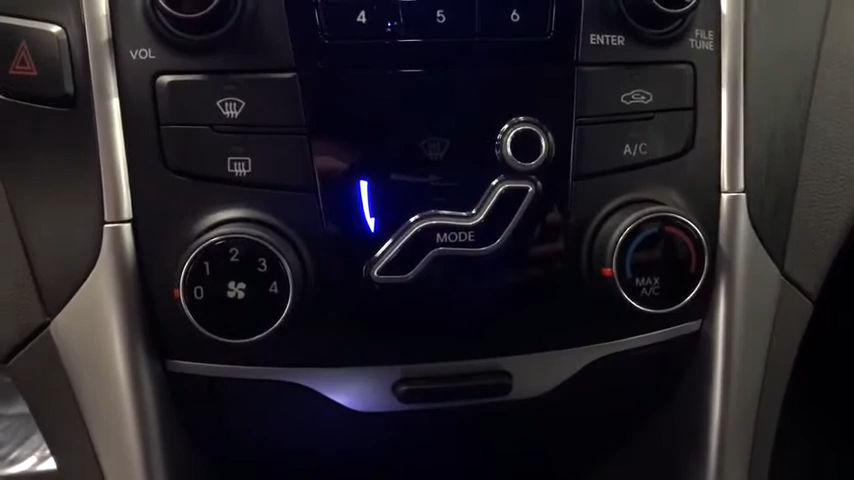 4 5 6
VOL
ENTER
FILE
TUNE
A/C
MODE
0 1 2 3 4
MAX
A/C